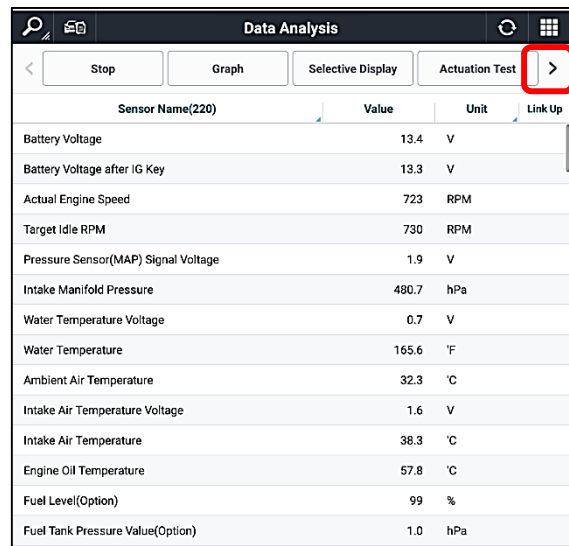 Data Analysis
Stop Graph Selective Display Actuation Test
Sensor Name(220) Value Unit Link Up
Battery Voltage 13.4 V
Battery Voltage after IG Key 13.3 V
Actual Engine Speed 723 RPM
Target Idle RPM 730 RPM
Pressure Sensor(MAP) Signal Voltage 1.9 V
Intake Manifold Pressure 480.7 hPa
Water Temperature Voltage 0.7 V
Water Temperature 165.6 'F
Ambient Air Temperature 32.3 'C
Intake Air Temperature Voltage 1.6 V
Intake Air Temperature 38.3 'C
Engine Oil Temperature 57.8 'C
Fuel Level(Option) 99 %
Fuel Tank Pressure Value(Option) 1.0 hPa